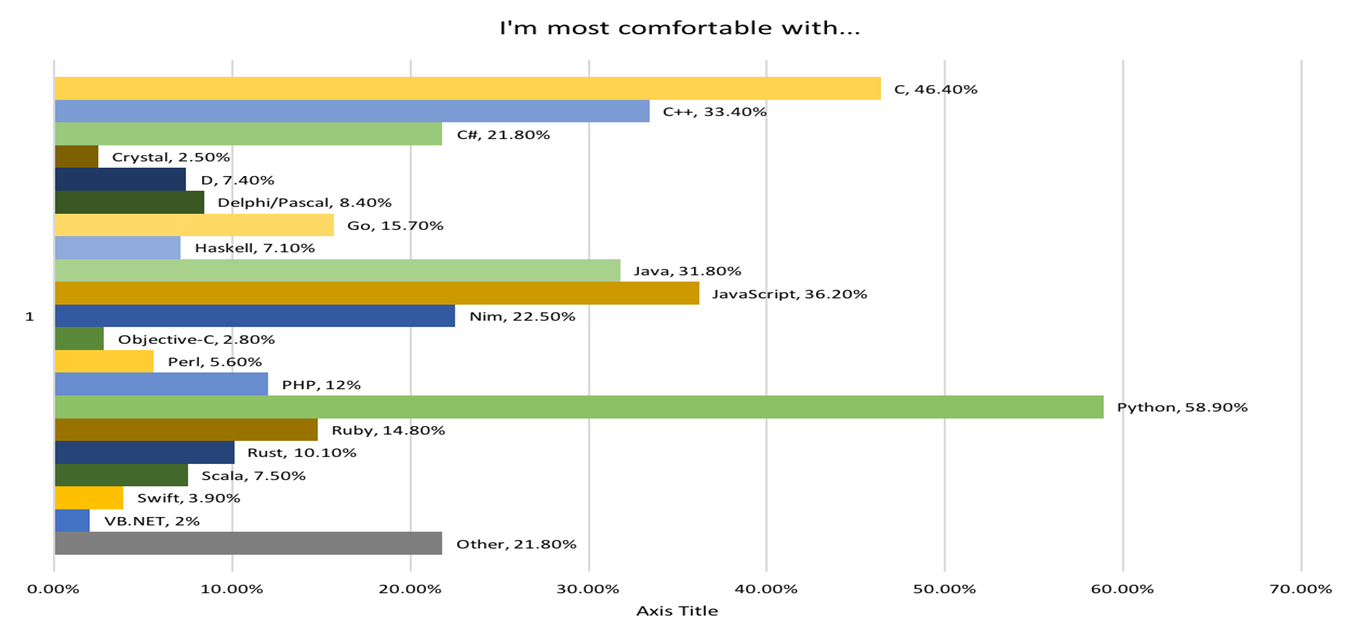 I'm most comfortable with...
C, 46.40%
C++, 33.40%
C#, 21.80%
Crystal, 2.50%
D, 7.40%
Delphi/Pascal, 8.40%
Go, 15.70%
Haskell, 7.10%
Java, 31.80%
JavaScript, 36.20%
1
Nim, 22.50%
Objective-C, 2.80%
Perl, 5.60%
PHP, 12%
Python, 58.90%
Ruby, 14.80%
Rust, 10.10%
Scala, 7.50%
Swift, 3.90%
VB.NET, 2%
Other, 21.80%
0.00% 10.00% 20.00% 30.00% 40.00% 50.00% 60.00% 70.00%
Axis Title